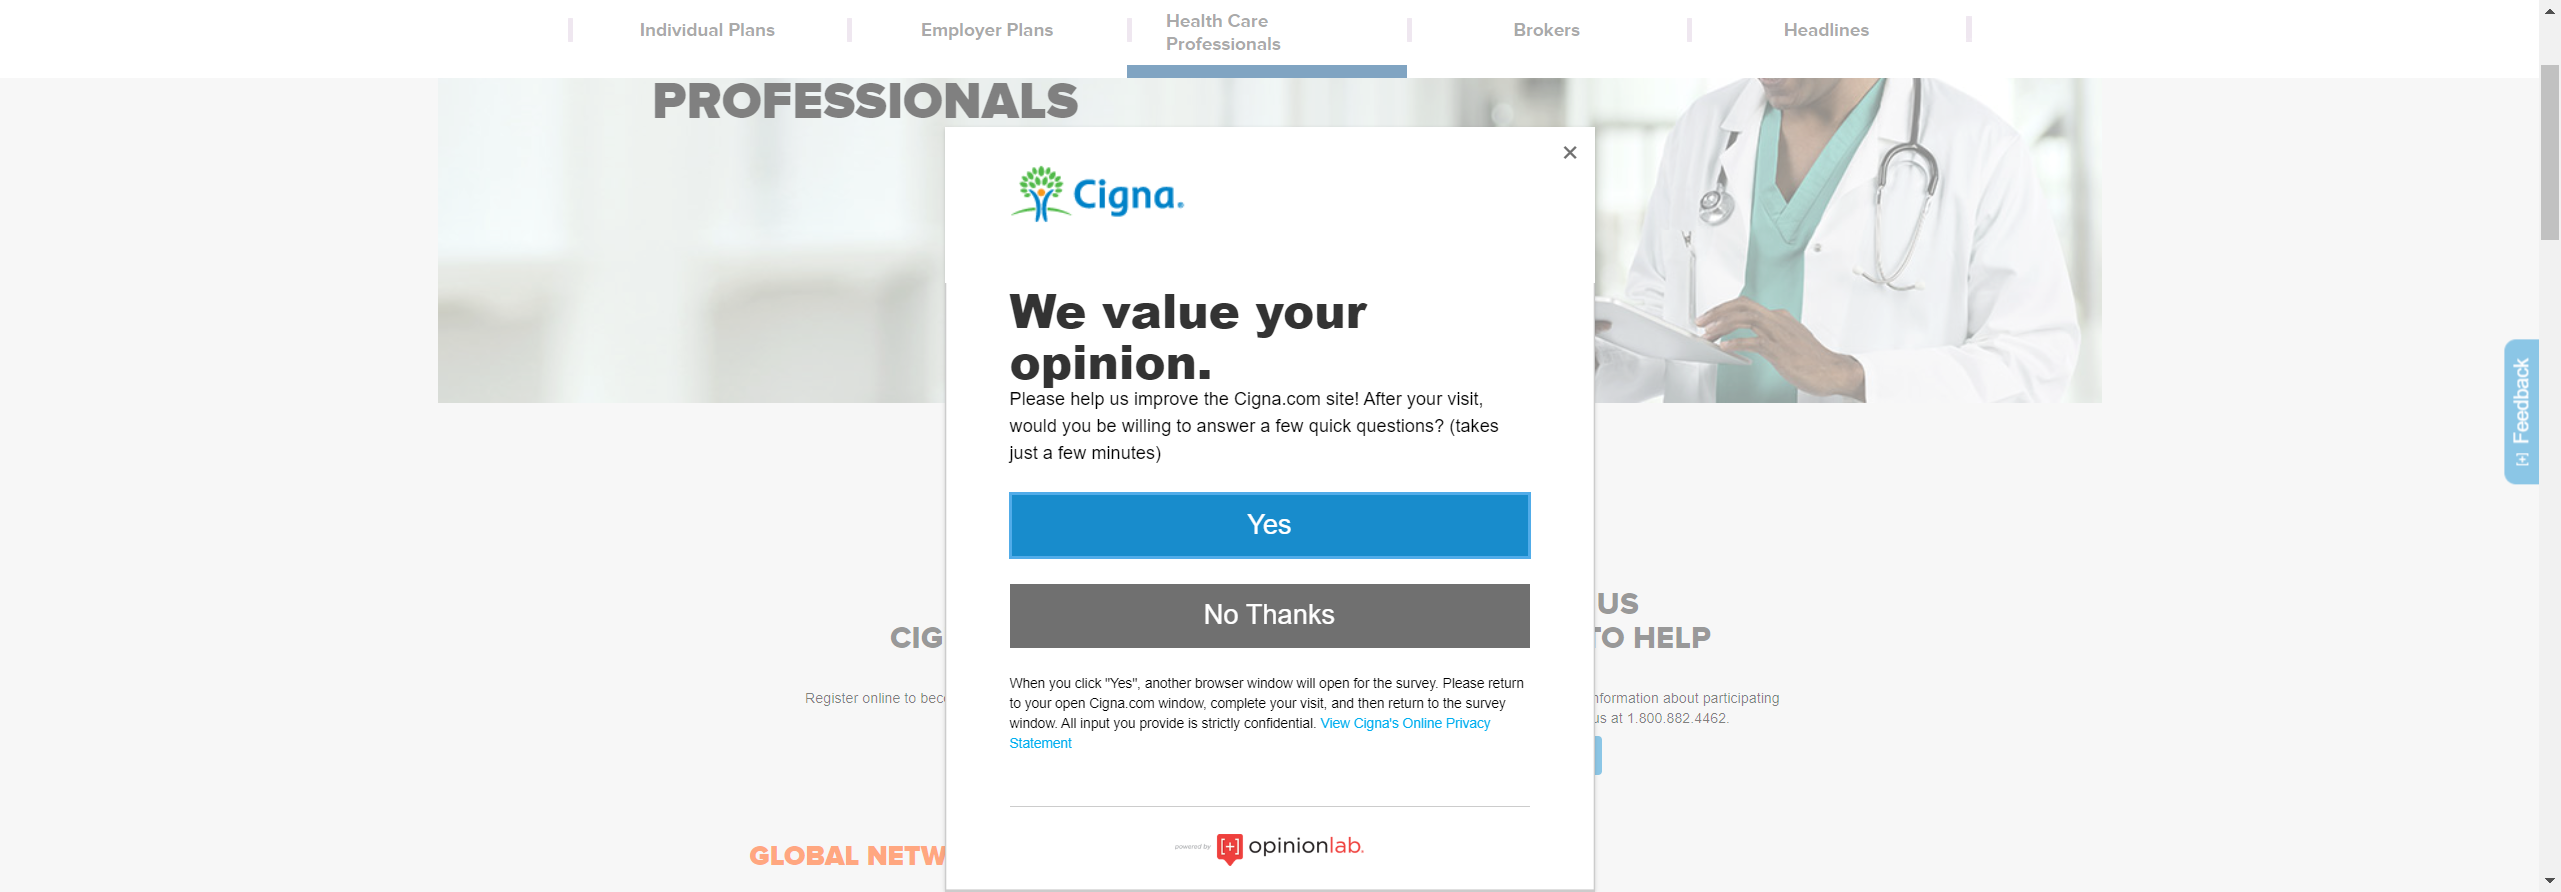 Individual Plans
Employer Plans
Health Care
Professionals
Brokers
Headlines
PROFESSIONALS
Cigna.
We value your
opinion.
Please help us improve the Cigna.com site! After your visit,
would you be willing to answer a few quick questions? (takes
just a few minutes)
Yes
No Thanks
When you click "Yes", another browser window will open for the survey. Please return
to your open Cigna.com window, complete your visit, and then return to the survey
window. All input you provide is strictly confidential. View Cigna's Online Privacy
Statement
powered by [+] opinionlab.
[+] Feedback
US
TO HELP
CIG
Register online to bec
nformation about participating
us at 1.800.882.4462.
GLOBAL NETW